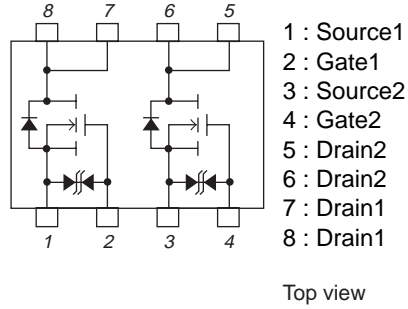 8 7 6 5
1 2 3 4
1 : Source1
2 : Gate1
3 : Source2
4 : Gate2
5 : Drain2
6 : Drain2
7 : Drain1
8 : Drain1
Top view